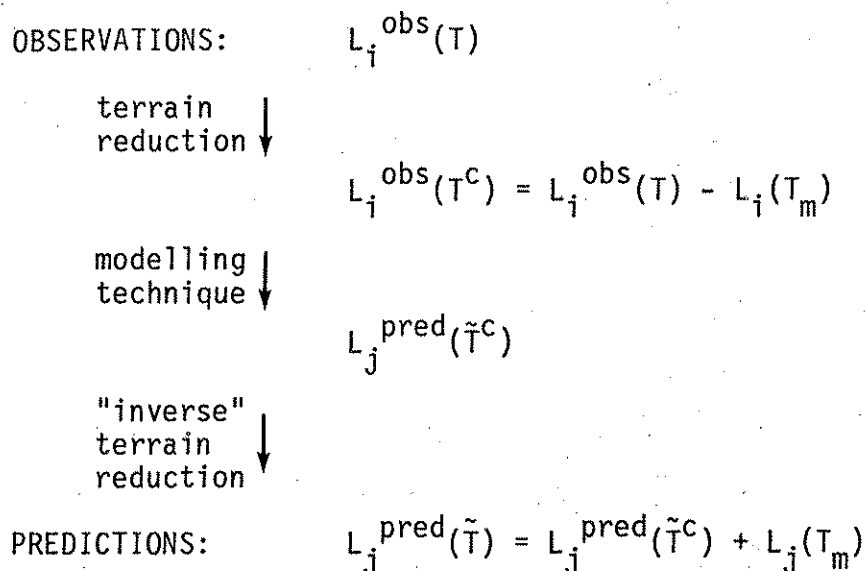 OBSERVATIONS: L_i^obs(T)
terrain
reduction
L_i^obs(T^c) = L_i^obs(T) - L_i(T_m)
modelling
technique
L_j^pred(T̃^c)
"inverse"
terrain
reduction
PREDICTIONS: L_j^pred(T̃) = L_j^pred(T̃^c) + L_j(T_m)